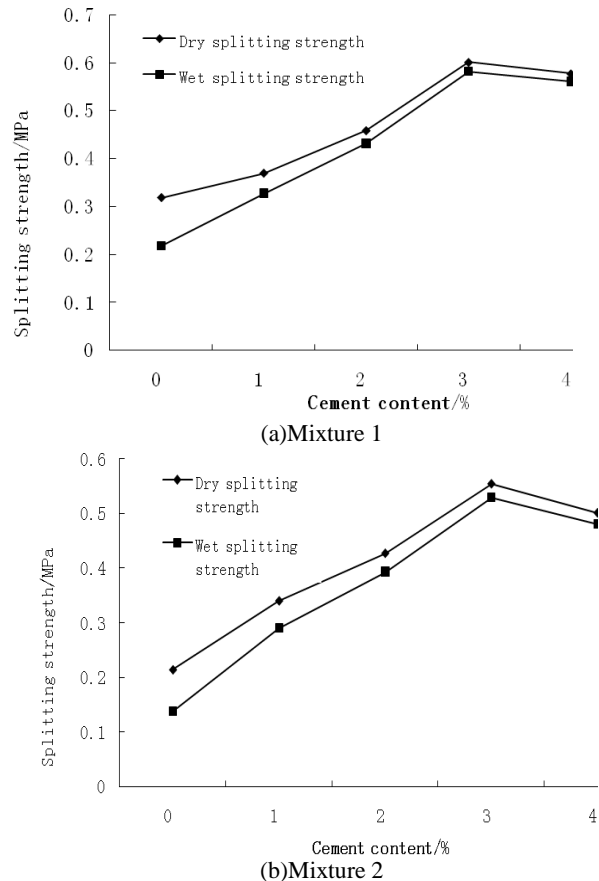 0.7
0.6
0.5
0.4
0.3
0.2
0.1
0
Splitting strength/MPa
Dry splitting strength
Wet splitting strength
0 1 2 3 4
Cement content/%
(a)Mixture 1
0.6
0.5
0.4
0.3
0.2
0.1
0
Splitting strength/MPa
Dry splitting
strength
Wet splitting
strength
0 1 2 3 4
Cement content/%
(b)Mixture 2